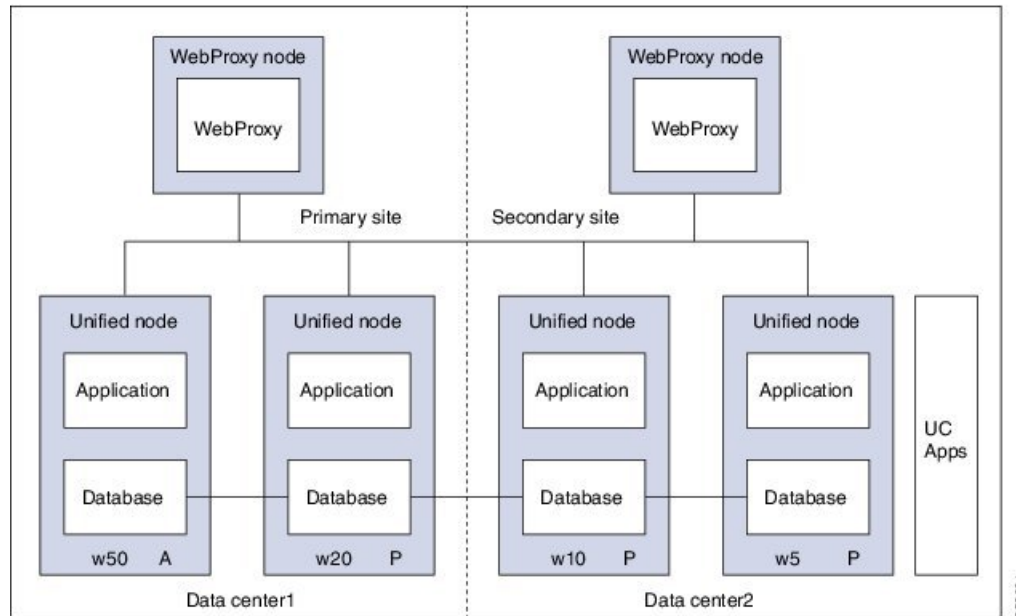 WebProxy node
WebProxy
WebProxy node
WebProxy
Primary site
Secondary site
Unified node
Application
Database
w50 A
Unified node
Application
Database
w20 P
Unified node
Application
Database
w10 P
Unified node
Application
Database
w5 P
UC
Apps
Data center1
Data center2